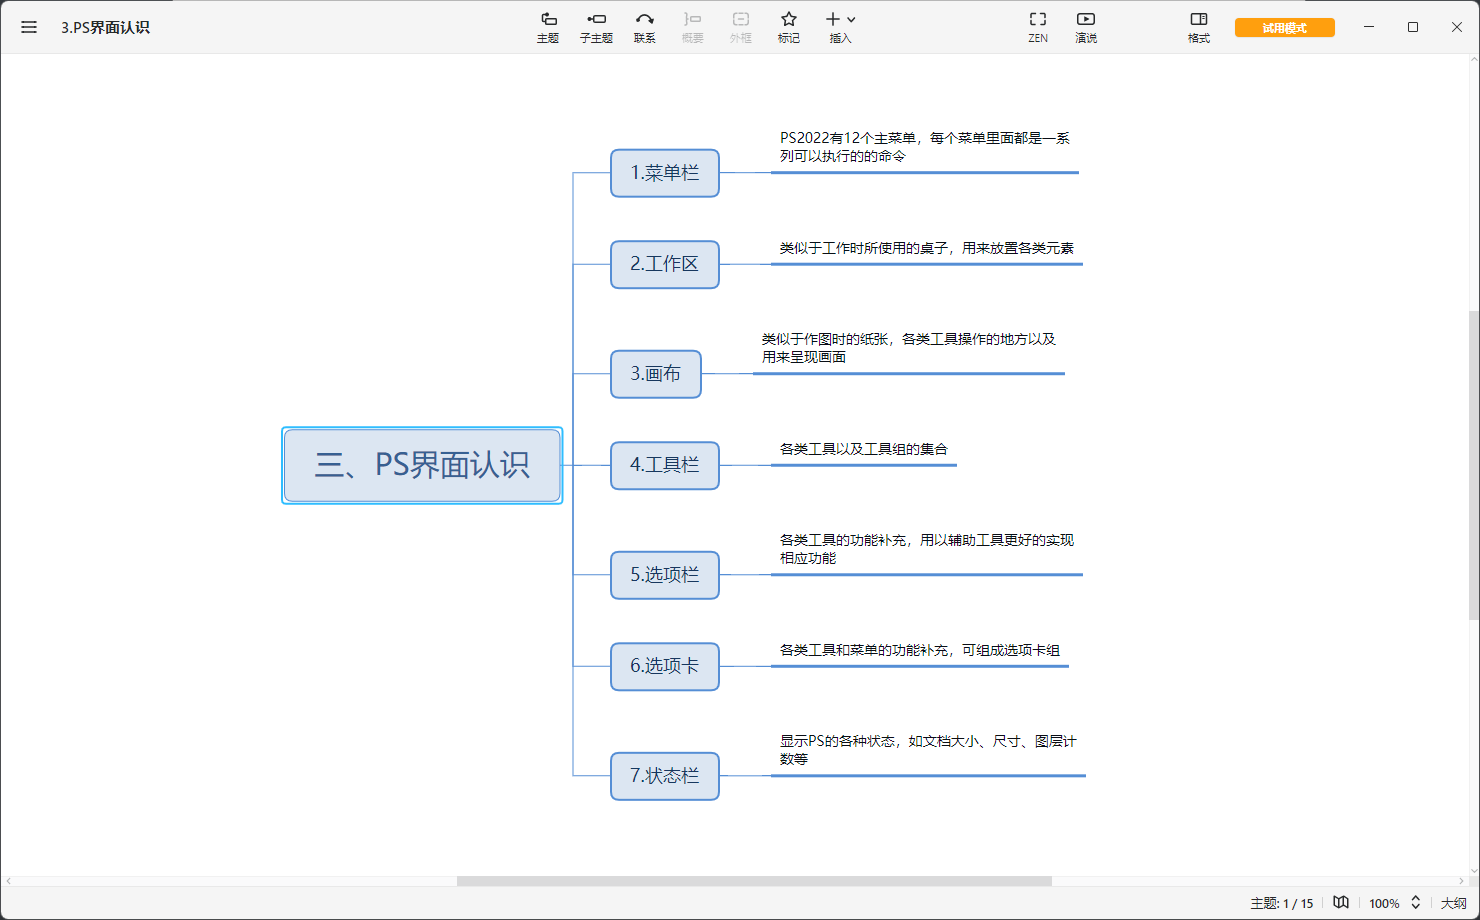 3.PS界面认识
主题
子主题
联系
概要
外框
标记
插入
ZEN
演说
格式
试用模式
三、PS界面认识
1.菜单栏
PS2022有12个主菜单，每个菜单里面都是一系
列可以执行的的命令
2.工作区
类似于工作时所使用的桌子，用来放置各类元素
3.画布
类似于作图时的纸张，各类工具操作的地方以及
用来呈现画面
4.工具栏
各类工具以及工具组的集合
5.选项栏
各类工具的功能补充，用以辅助工具更好的实现
相应功能
6.选项卡
各类工具和菜单的功能补充，可组成选项卡组
7.状态栏
显示PS的各种状态，如文档大小、尺寸、图层计
数等
主题: 1 / 15
100%
大纲